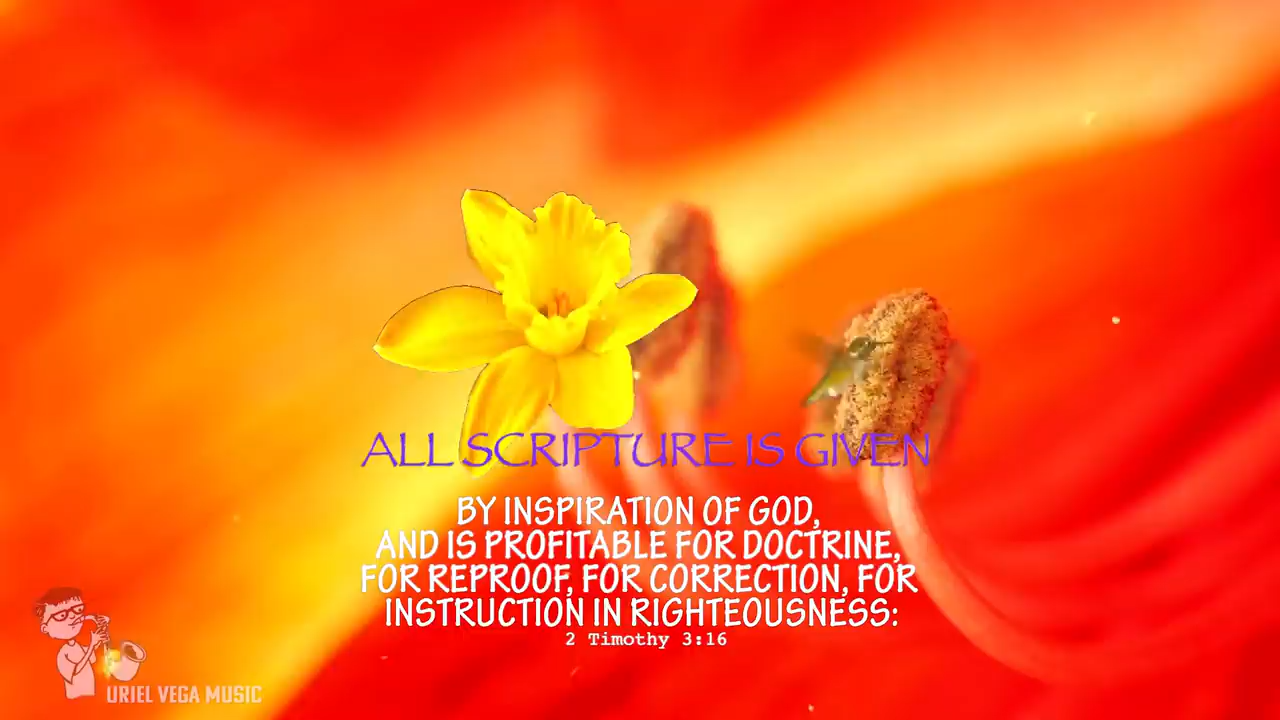 ALL SCRIPTURE IS GIVEN
BY INSPIRATION OF GOD,
AND IS PROFITABLE FOR DOCTRINE,
FOR REPROOF, FOR CORRECTION, FOR
INSTRUCTION IN RIGHTEOUSNESS:
2 Timothy 3:16
URIEL VEGA MUSIC